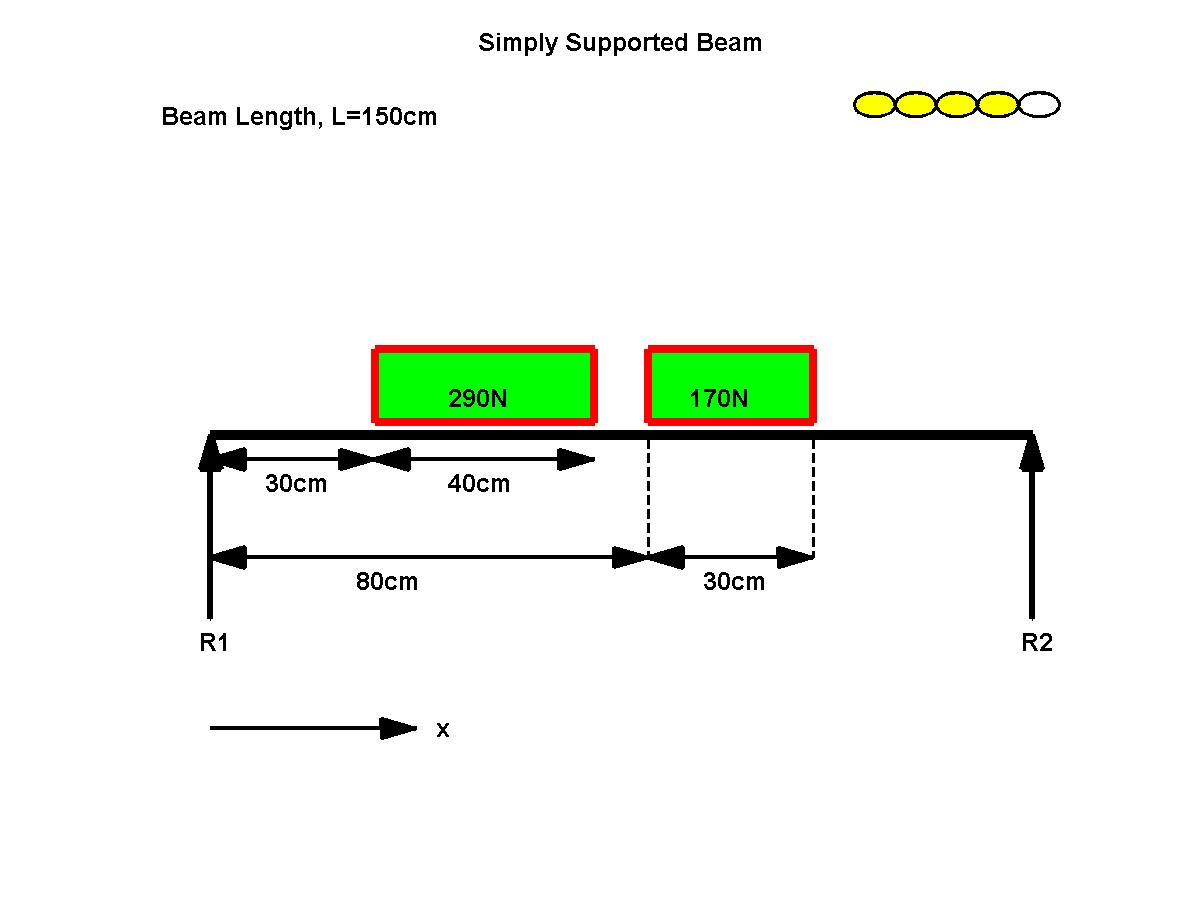 Simply Supported Beam
Beam Length, L=150cm
290N
170N
30cm
40cm
80cm
30cm
R1
R2
x